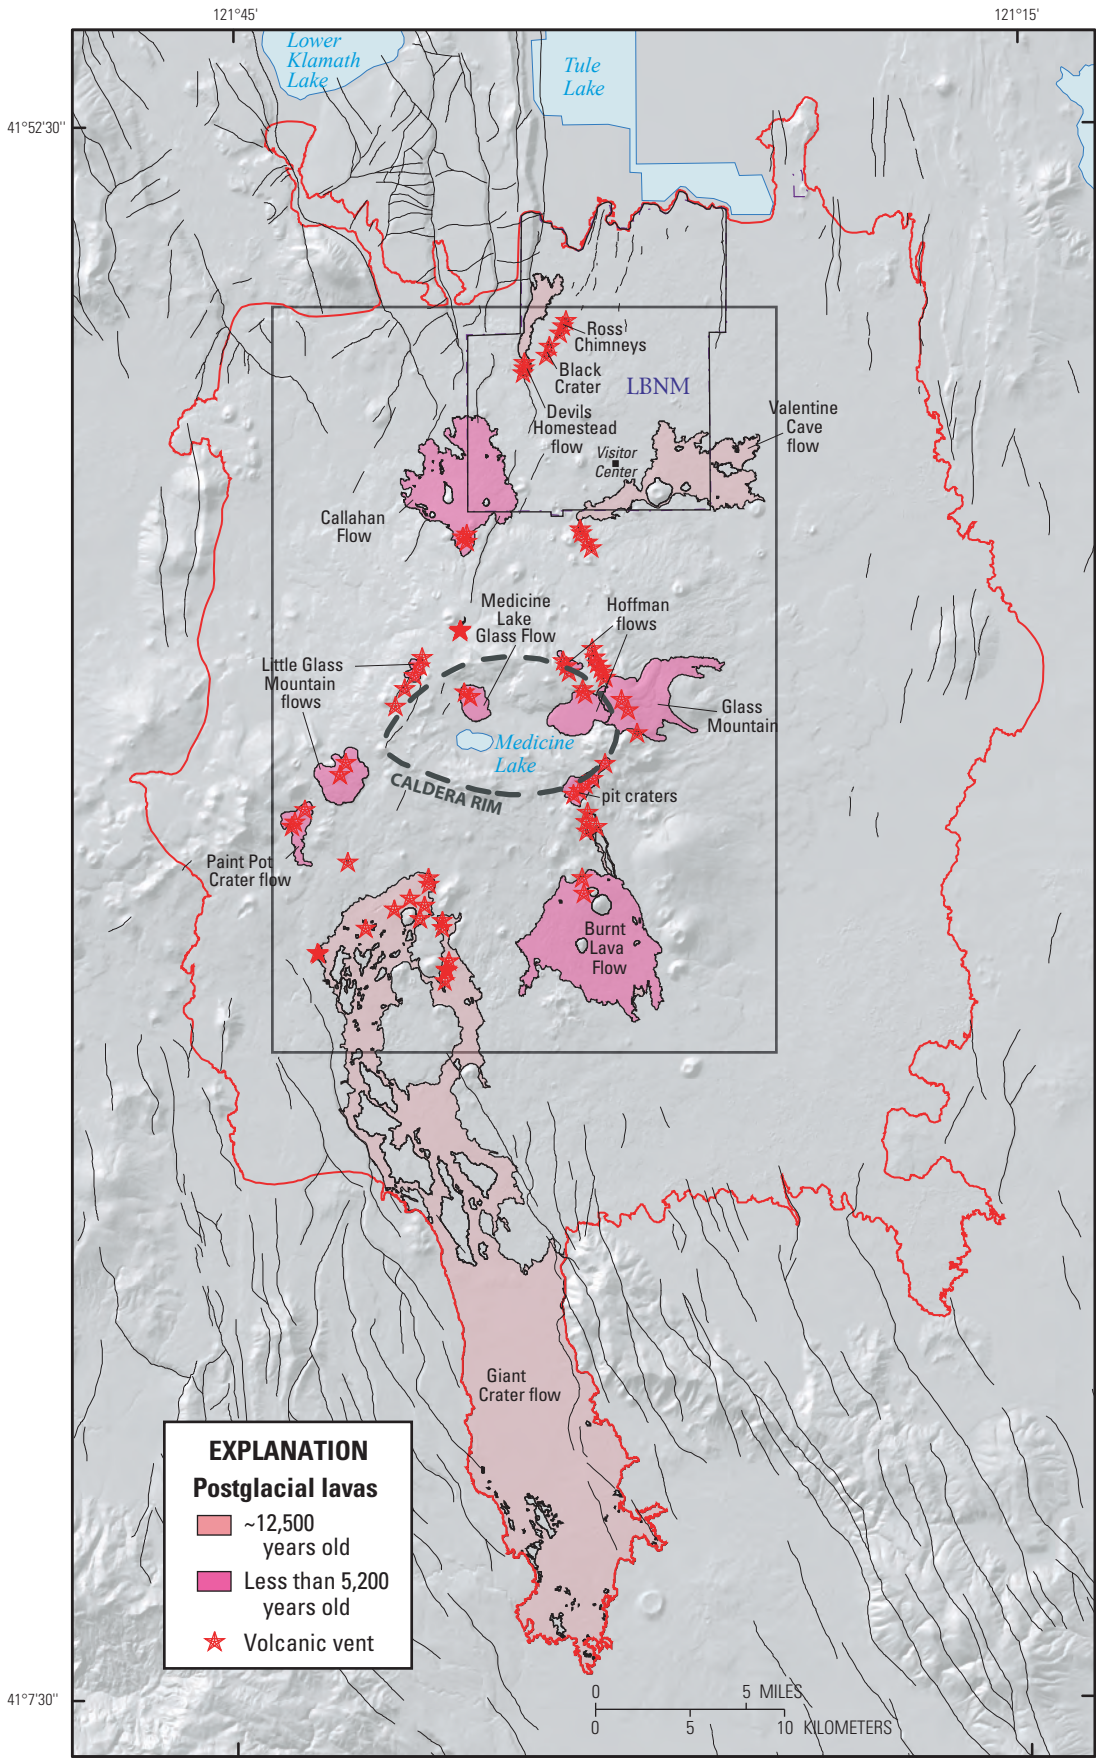 121°45'
121°15'
Lower
Klamath
Lake
Tule
Lake
41°52'30"
Ross
Chimneys
Black
Crater
LBNM
Devils
Homestead
flow
Valentine
Cave
flow
Visitor
Center
Callahan
Flow
Medicine
Lake
Glass Flow
Hoffman
flows
Little Glass
Mountain
flows
Glass
Mountain
Medicine
Lake
CALDERA RIM
pit craters
Paint Pot
Crater flow
Burnt
Lava
Flow
Giant
Crater flow
EXPLANATION
Postglacial lavas
~12,500
years old
Less than 5,200
years old
Volcanic vent
41°7'30"
0 5 MILES
0 5 10 KILOMETERS